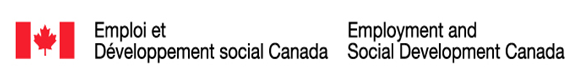 Emploi et
Développement social Canada
Employment and
Social Development Canada